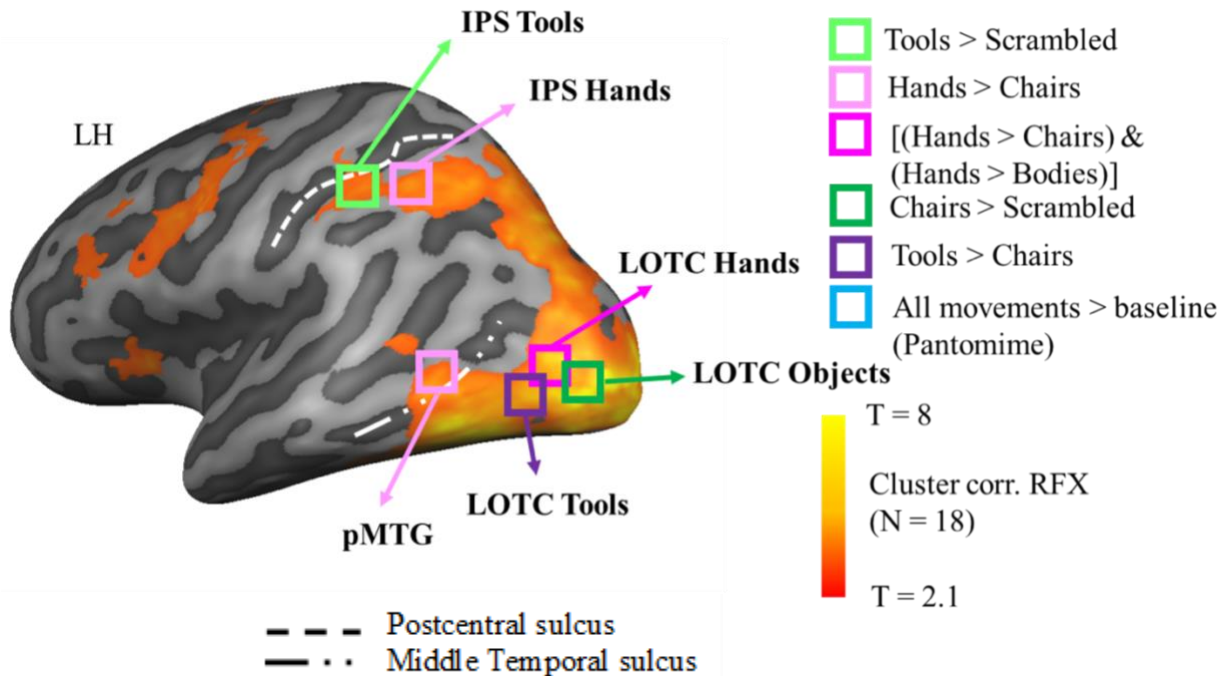 IPS Tools
IPS Hands
LH
LOTC Hands
LOTC Objects
LOTC Tools
pMTG
Tools > Scrambled
Hands > Chairs
[(Hands > Chairs) &
(Hands > Bodies)]
Chairs > Scrambled
Tools > Chairs
All movements > baseline
(Pantomime)
T = 8
Cluster corr. RFX
(N = 18)
T = 2.1
Postcentral sulcus
Middle Temporal sulcus